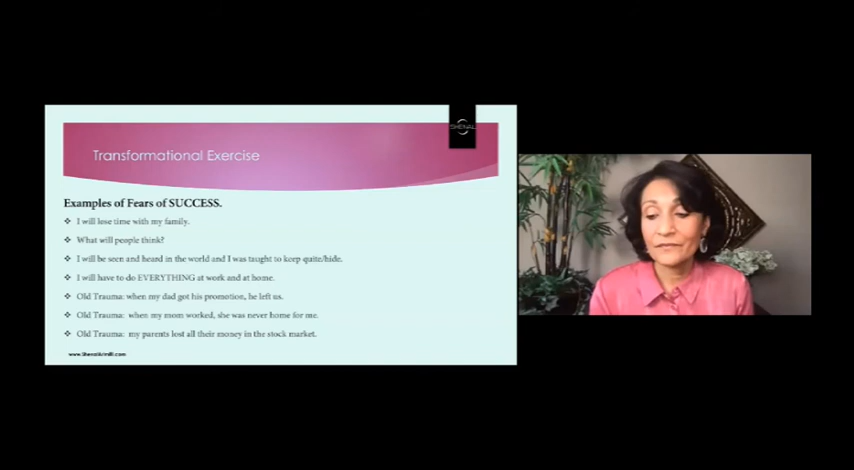 SHENAL
Transformational Exercise
Examples of Fears of SUCCESS.
I will lose time with my family.
What will people think?
I will be seen and heard in the world and I was taught to keep quite/hide.
I will have to do EVERYTHING at work and at home.
Old Trauma: when my dad got his promotion, he left us.
Old Trauma: when my mom worked, she was never home for me.
Old Trauma: my parents lost all their money in the stock market.